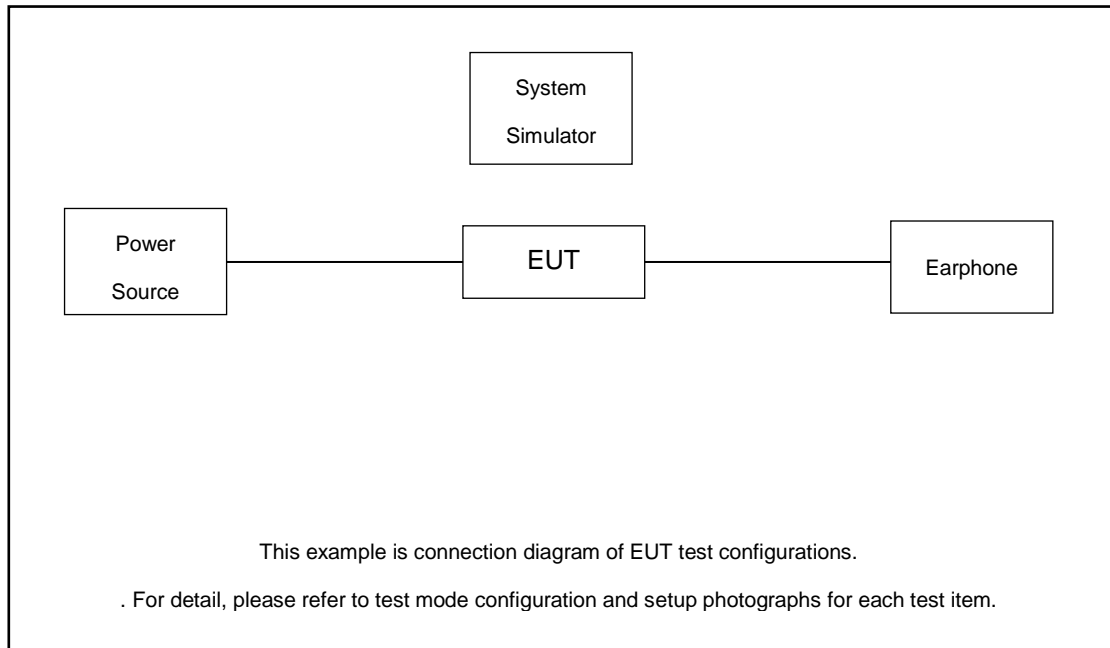 System
Simulator
Power
Source
EUT
Earphone
This example is connection diagram of EUT test configurations.
. For detail, please refer to test mode configuration and setup photographs for each test item.